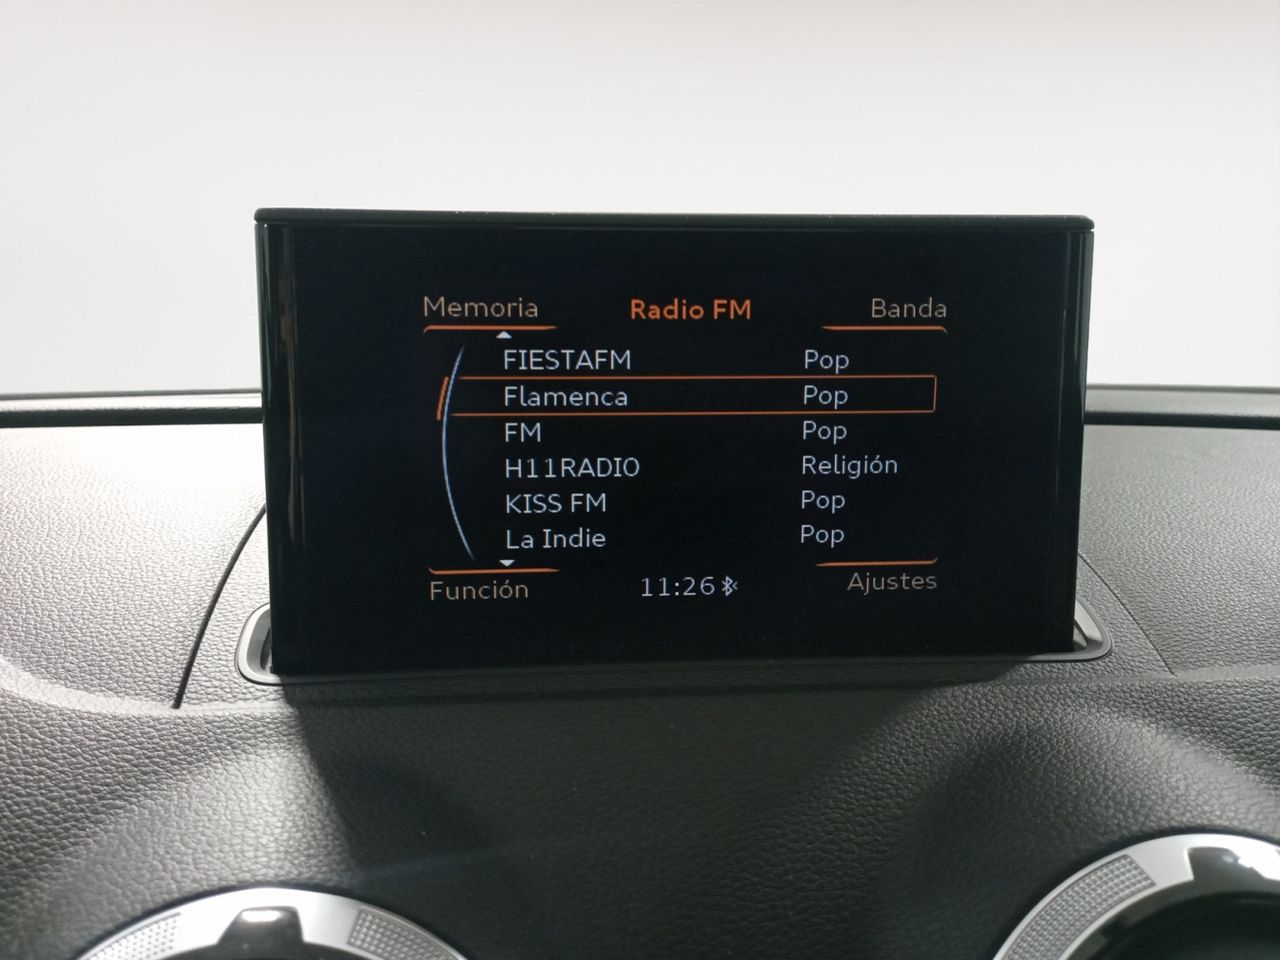 Memoria Radio FM Banda
FIESTAFM Pop
Flamenca Pop
FM Pop
H11RADIO Religión
KISS FM Pop
La Indie Pop
Función 11:26 Ajustes